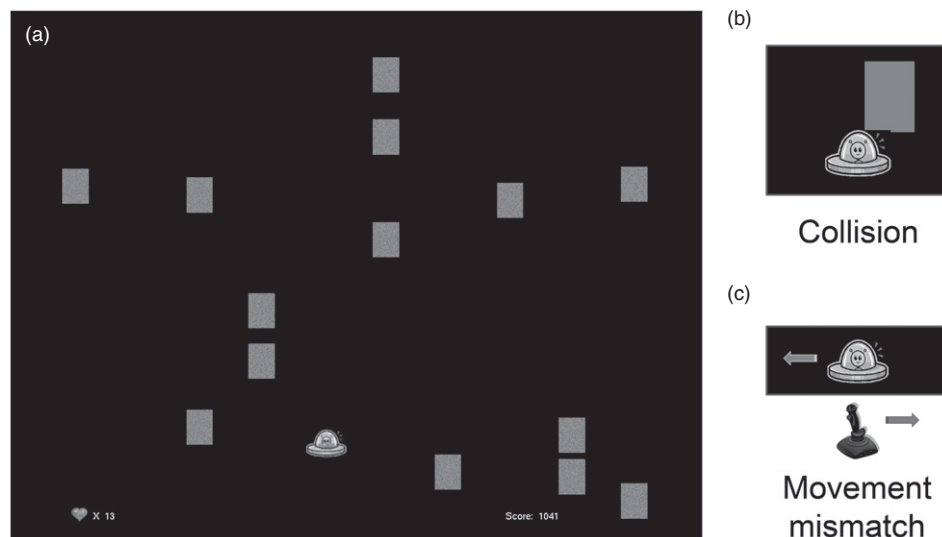 (a)
X 13
Score: 1041
(b)
Collision
(c)
Movement
mismatch